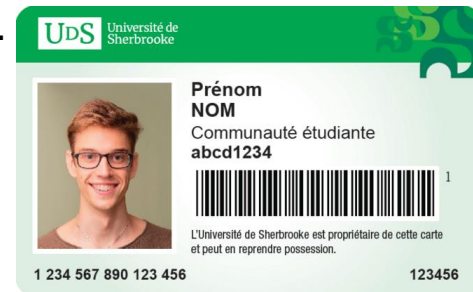 UDS Université de
Sherbrooke
Prénom
NOM
Communauté étudiante
abcd1234
1
L'Université de Sherbrooke est propriétaire de cette carte
et peut en reprendre possession.
1 234 567 890 123 456
123456